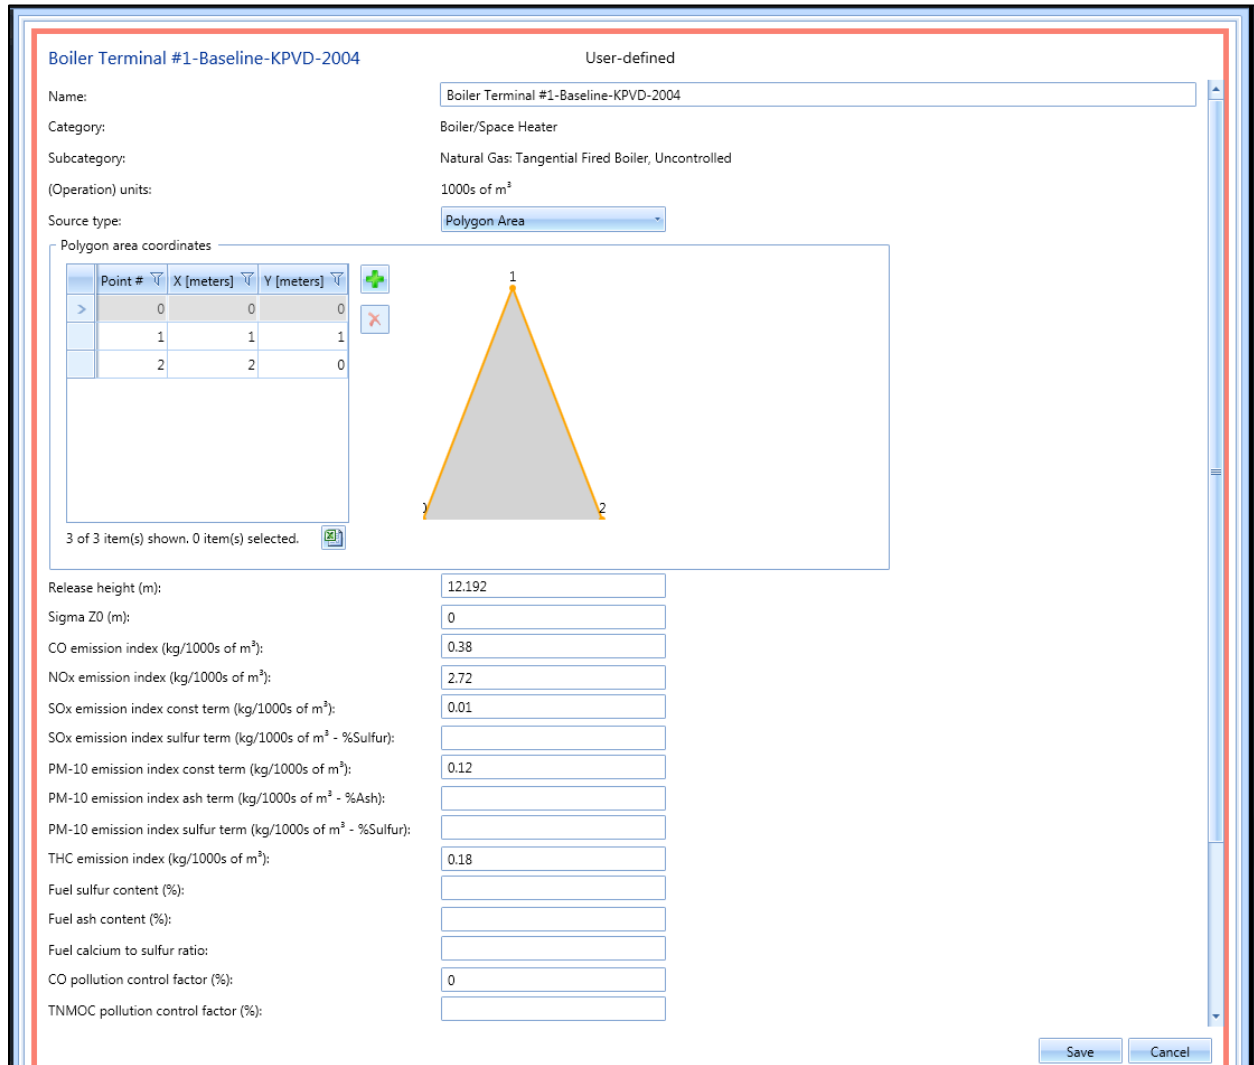 Boiler Terminal #1-Baseline-KPVD-2004 User-defined
Name: Boiler Terminal #1-Baseline-KPVD-2004
Category: Boiler/Space Heater
Subcategory: Natural Gas: Tangential Fired Boiler, Uncontrolled
(Operation) units: 1000s of m³
Source type: Polygon Area
Polygon area coordinates
Point # X [meters] Y [meters]
0 0 0
1 1 1
2 2 0
1
2
3 of 3 item(s) shown. 0 item(s) selected.
Release height (m): 12.192
Sigma Z0 (m): 0
CO emission index (kg/1000s of m³): 0.38
NOx emission index (kg/1000s of m³): 2.72
SOx emission index const term (kg/1000s of m³): 0.01
SOx emission index sulfur term (kg/1000s of m³ - %Sulfur):
PM-10 emission index const term (kg/1000s of m³): 0.12
PM-10 emission index ash term (kg/1000s of m³ - %Ash):
PM-10 emission index sulfur term (kg/1000s of m³ - %Sulfur):
THC emission index (kg/1000s of m³): 0.18
Fuel sulfur content (%):
Fuel ash content (%):
Fuel calcium to sulfur ratio:
CO pollution control factor (%): 0
TNMOC pollution control factor (%):
Save Cancel